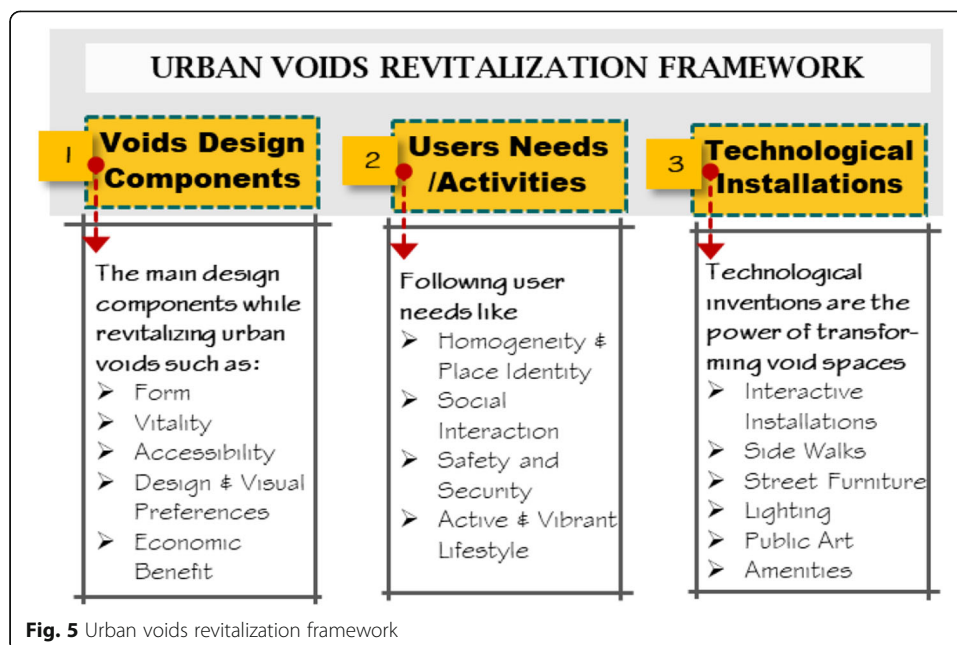 URBAN VOIDS REVITALIZATION FRAMEWORK
1
Voids Design
Components
The main design
components while
revitalizing urban
voids such as:
➢ Form
➢ Vitality
➢ Accessibility
➢ Design & Visual
Preferences
➢ Economic
Benefit
2
Users Needs
/Activities
Following user
needs like
➢ Homogeneity &
Place Identity
➢ Social
Interaction
➢ Safety and
Security
➢ Active & Vibrant
Lifestyle
3
Technological
Installations
Technological
inventions are the
power of transfor-
ming void spaces
➢ Interactive
Installations
➢ Side Walks
➢ Street Furniture
➢ Lighting
➢ Public Art
➢ Amenities
Fig. 5 Urban voids revitalization framework